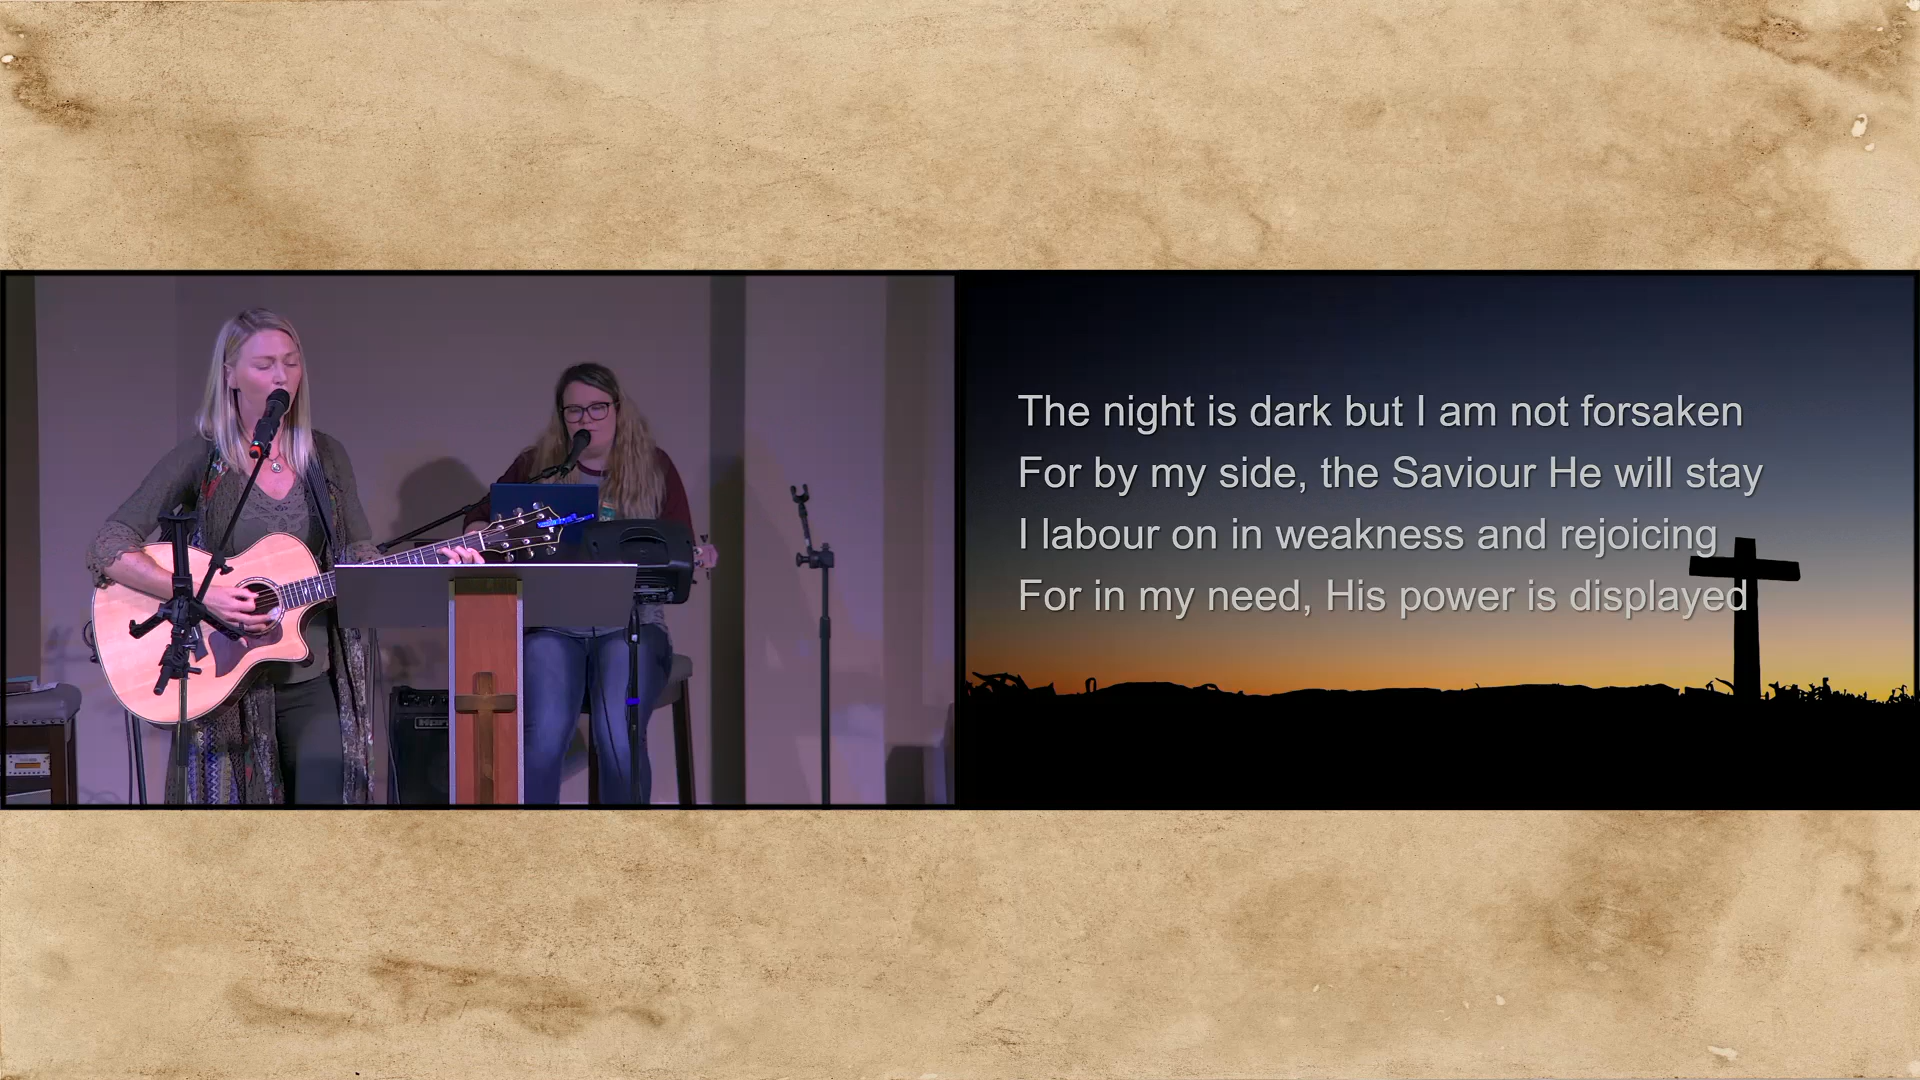 The night is dark but I am not forsaken
For by my side, the Saviour He will stay
I labour on in weakness and rejoicing
For in my need, His power is displayed